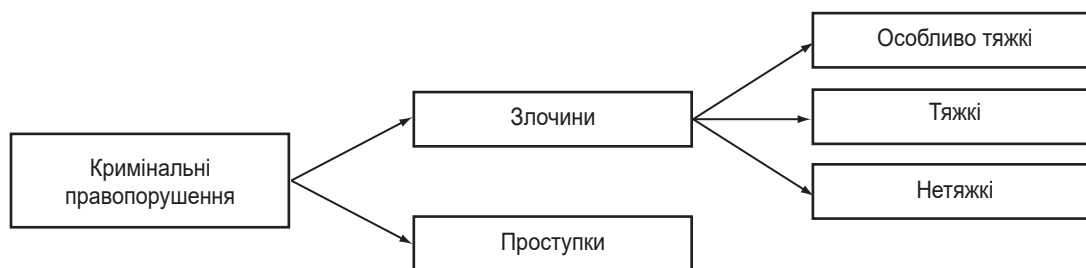 Кримінальні
правопорушення
Злочини
Проступки
Особливо тяжкі
Тяжкі
Нетяжкі